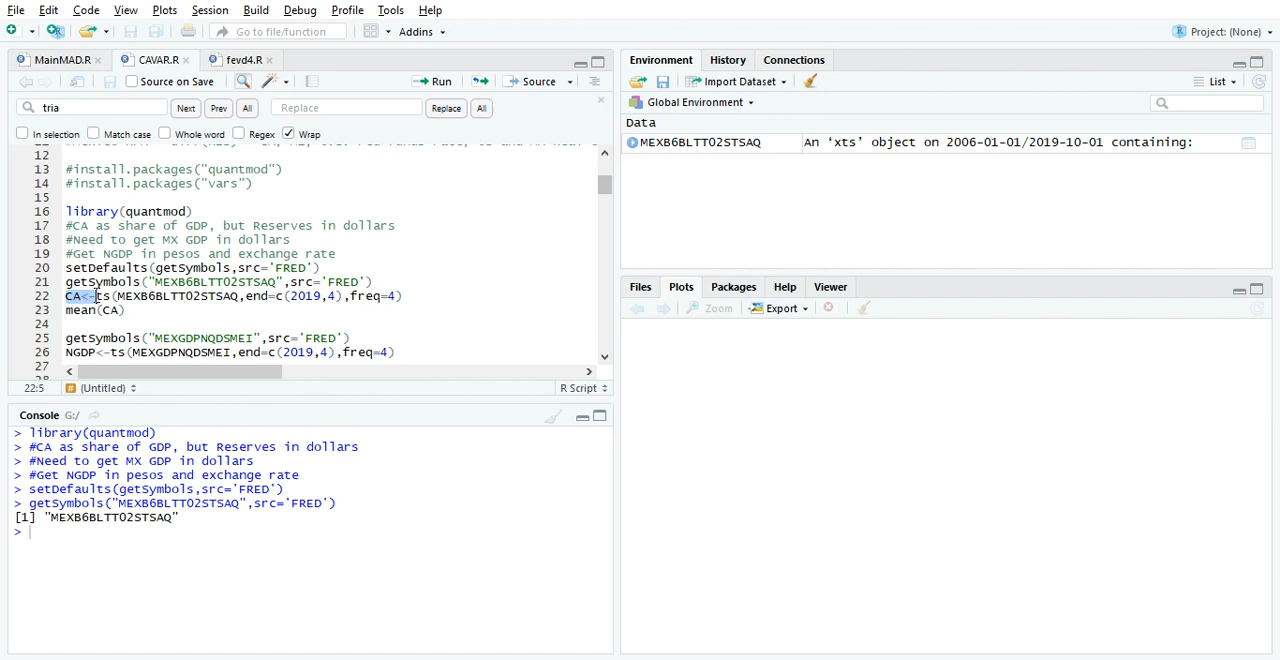 File Edit Code View Plots Session Build Debug Profile Tools Help
Go to file/function Addins Project: (None)
MainMAD.R CAVAR.R fevd4.R
Source on Save Run Source
tria Next Prev All Replace Replace All
In selection Match case Whole word Regex Wrap
12
13 #install.packages("quantmod")
14 #install.packages("vars")
15
16 library(quantmod)
17 #CA as share of GDP, but Reserves in dollars
18 #Need to get MX GDP in dollars
19 #Get NGDP in pesos and exchange rate
20 setDefaults(getSymbols,src='FRED')
21 getSymbols("MEXB6BLTT02STSAQ",src='FRED')
22 CA<-ts(MEXB6BLTT02STSAQ,end=c(2019,4),freq=4)
23 mean(CA)
24
25 getSymbols("MEXGDPNQDSMEI",src='FRED')
26 NGDP<-ts(MEXGDPNQDSMEI,end=c(2019,4),freq=4)
27
22:5 # (Untitled) R Script
Console G:/
> library(quantmod)
> #CA as share of GDP, but Reserves in dollars
> #Need to get MX GDP in dollars
> #Get NGDP in pesos and exchange rate
> setDefaults(getSymbols,src='FRED')
> getSymbols("MEXB6BLTT02STSAQ",src='FRED')
[1] "MEXB6BLTT02STSAQ"
>
Environment History Connections
Import Dataset List
Global Environment
Data
MEXB6BLTT02STSAQ An ‘xts’ object on 2006-01-01/2019-10-01 containing:
Files Plots Packages Help Viewer
Zoom Export